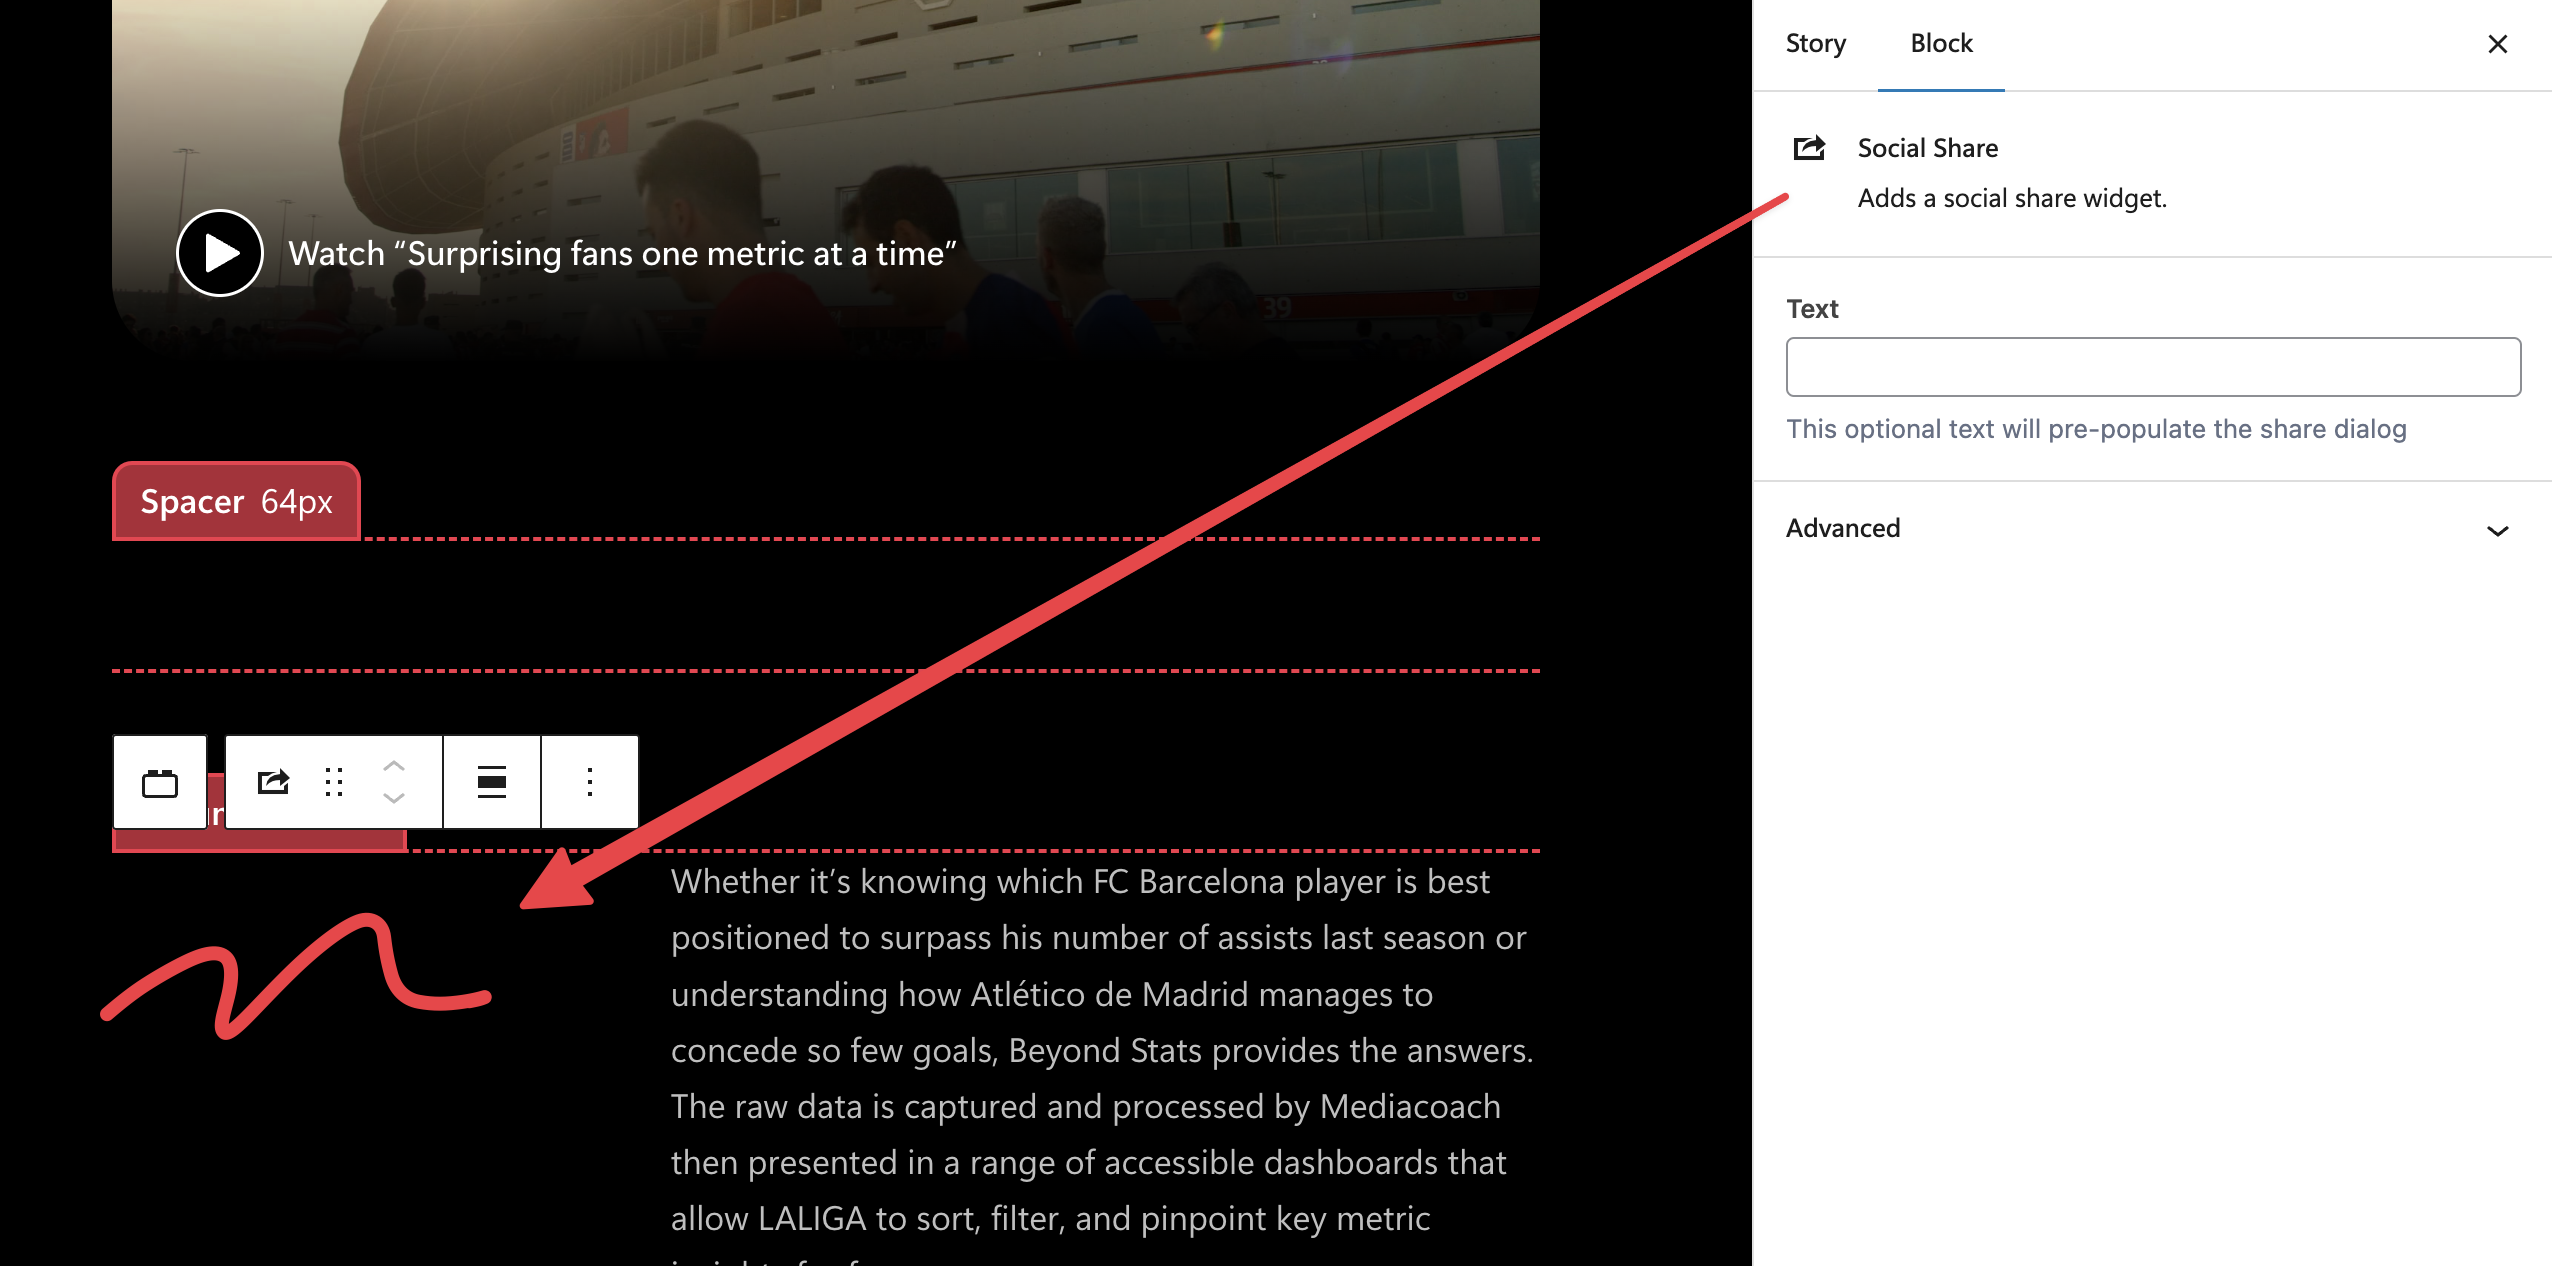 Story
Block
Social Share
Adds a social share widget.
Watch “Surprising fans one metric at a time”
39
Text
This optional text will pre-populate the share dialog
Spacer 64px
Advanced
Whether it’s knowing which FC Barcelona player is best
positioned to surpass his number of assists last season or
understanding how Atlético de Madrid manages to
concede so few goals, Beyond Stats provides the answers.
The raw data is captured and processed by Mediacoach
then presented in a range of accessible dashboards that
allow LALIGA to sort, filter, and pinpoint key metric